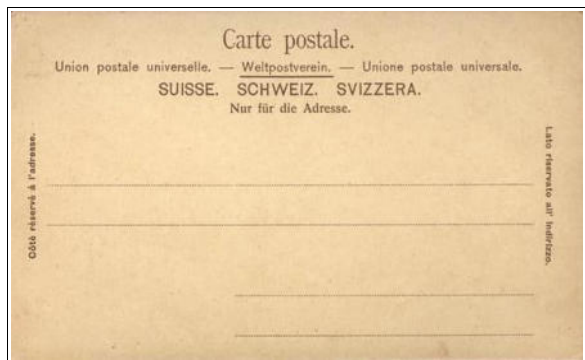 Carte postale.
Union postale universelle. — Weltpostverein. — Unione postale universale.
SUISSE. SCHWEIZ. SVIZZERA.
Nur für die Adresse.
Côté réservé à l'adresse.
Lato riservato all' indirizzo.